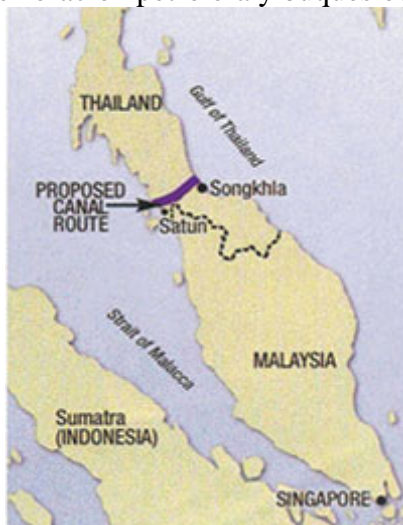 THAILAND
Gulf of Thailand
PROPOSED
CANAL
ROUTE
Songkhla
Satun
Strait of Malacca
MALAYSIA
Sumatra
(INDONESIA)
SINGAPORE